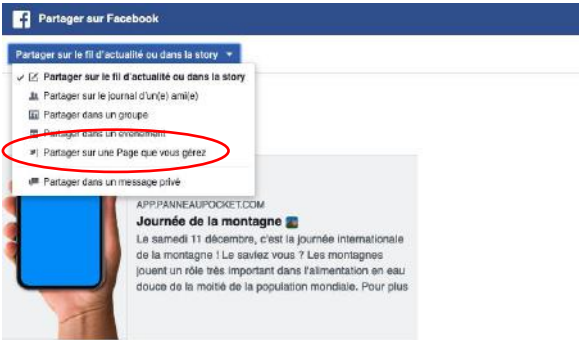 Partager sur Facebook
Partager sur le fil d'actualité ou dans la story
Partager sur le fil d'actualité ou dans la story
Partager sur le journal d'un(e) ami(e)
Partager dans un groupe
Partager dans un événement
Partager sur une Page que vous gérez
Partager dans un message privé
APP.PANNEAUPOCKET.COM
Journée de la montagne
Le samedi 11 décembre, c'est la journée internationale
de la montagne ! Le saviez vous ? Les montagnes
jouent un rôle très important dans l'alimentation en eau
douce de la moitié de la population mondiale. Pour plus